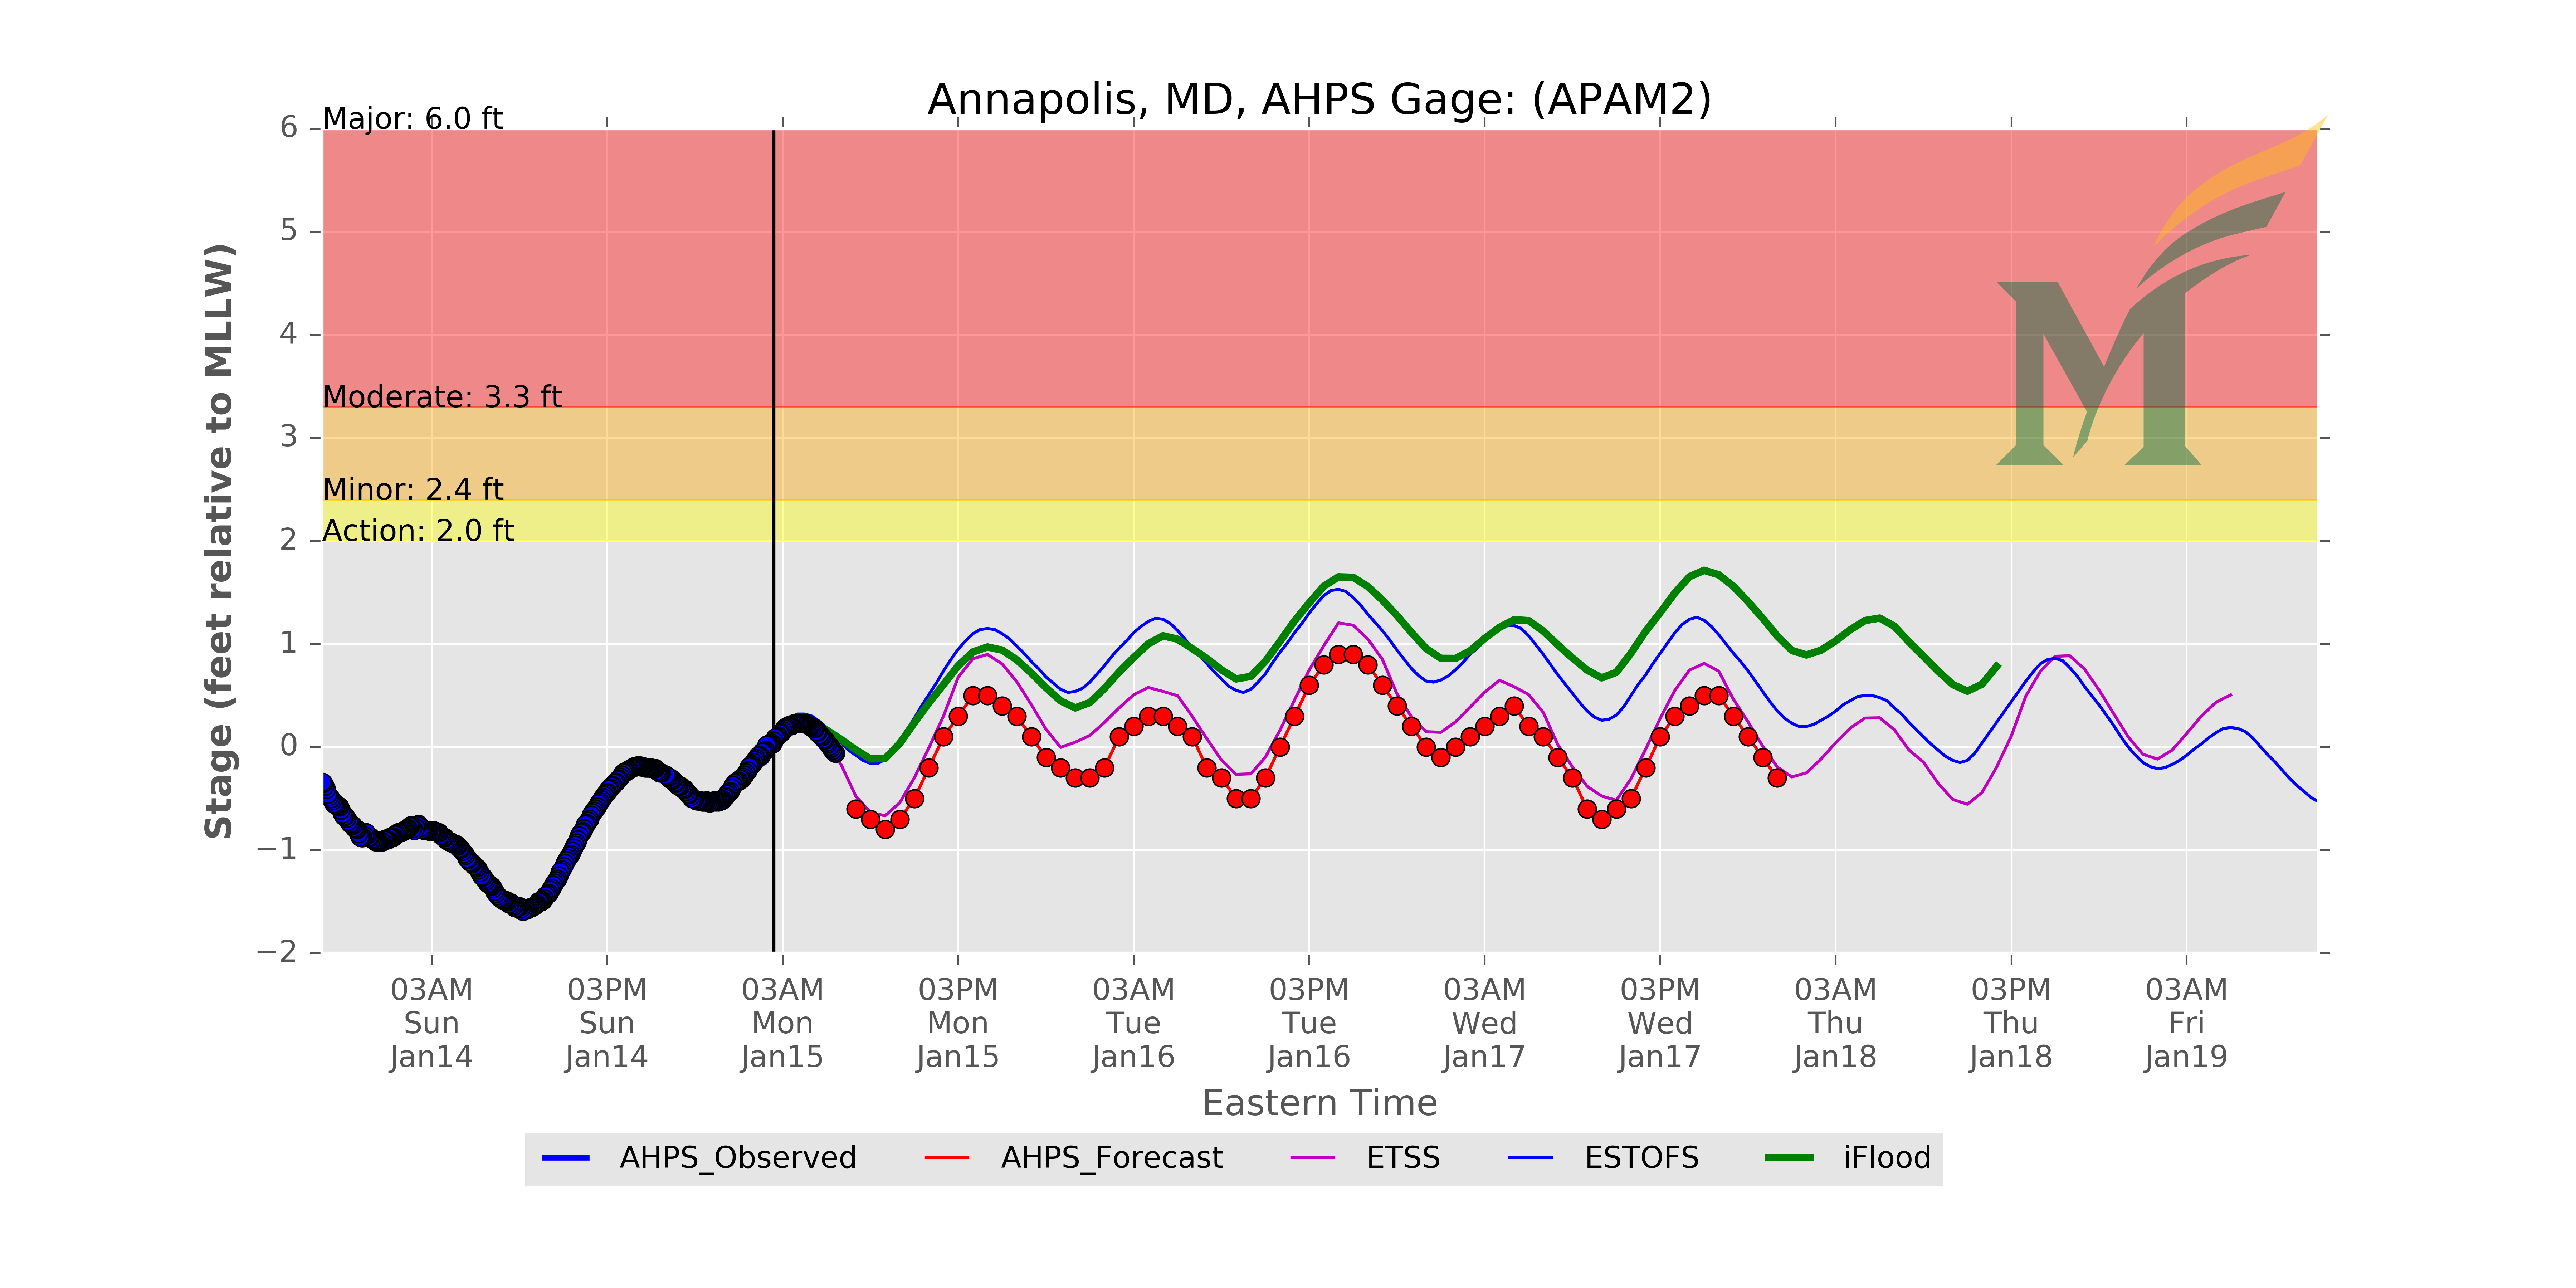 Annapolis, MD, AHPS Gage: (APAM2)
Major: 6.0 ft
Moderate: 3.3 ft
Minor: 2.4 ft
Action: 2.0 ft
6
5
4
3
2
1
0
−1
−2
Stage (feet relative to MLLW)
03AM 03PM 03AM 03PM 03AM 03PM 03AM 03PM 03AM 03PM 03AM
Sun Sun Mon Mon Tue Tue Wed Wed Thu Thu Fri
Jan14 Jan14 Jan15 Jan15 Jan16 Jan16 Jan17 Jan17 Jan18 Jan18 Jan19
Eastern Time
AHPS_Observed AHPS_Forecast ETSS ESTOFS iFlood
M